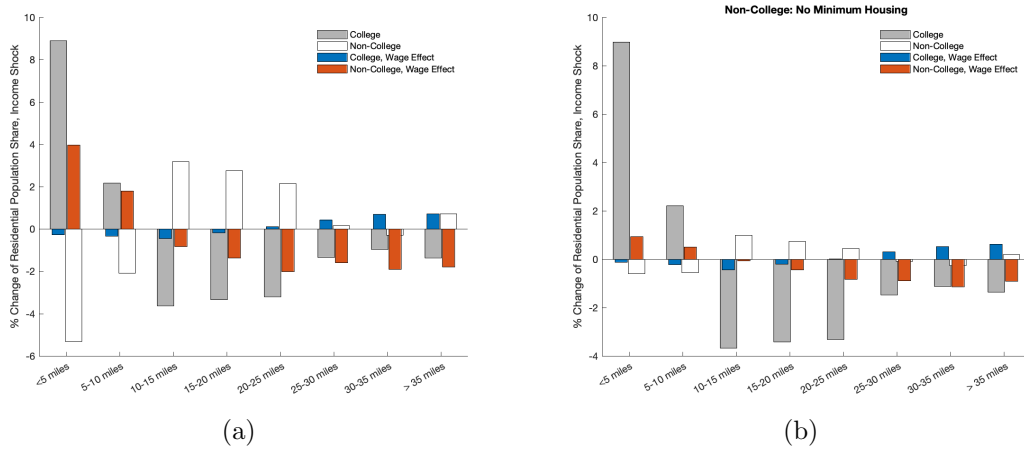 10
8
6
4
2
0
-2
-4
-6
% Change of Residential Population Share, Income Shock
College
Non-College
College, Wage Effect
Non-College, Wage Effect
<5 miles
5-10 miles
10-15 miles
15-20 miles
20-25 miles
25-30 miles
30-35 miles
> 35 miles
(a)
Non-College: No Minimum Housing
10
8
6
4
2
0
-2
-4
% Change of Residential Population Share, Income Shock
College
Non-College
College, Wage Effect
Non-College, Wage Effect
<5 miles
5-10 miles
10-15 miles
15-20 miles
20-25 miles
25-30 miles
30-35 miles
> 35 miles
(b)